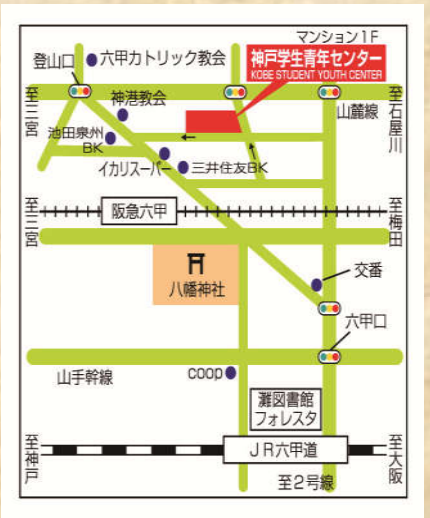 マンション1F
神戸学生青年センター
KOBE STUDENT YOUTH CENTER
登山口
六甲カトリック教会
至三宮
神港教会
山麓線
至石屋川
池田泉州
BK
イカリスーパー
三井住友BK
至三宮
阪急六甲
至梅田
八幡神社
交番
六甲口
山手幹線
coop
灘図書館
フォレスタ
至神戸
JR六甲道
至大阪
至2号線